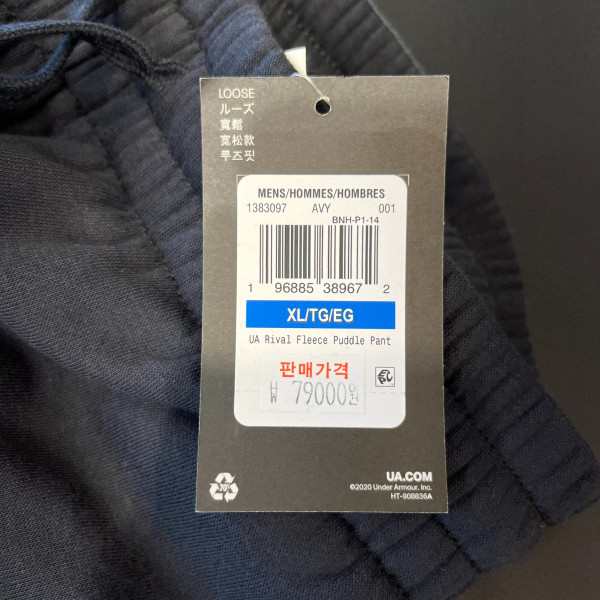 LOOSE
ルーズ
寬鬆
宽松款
루즈핏
MENS/HOMMES/HOMBRES
1383097 AVY 001
BNH-P1-14
1 96885 38967 2
XL/TG/EG
UA Rival Fleece Puddle Pant
판매가격
₩ 79000원
70%
UA.COM
©2020 Under Armour, Inc.
HT-908836A